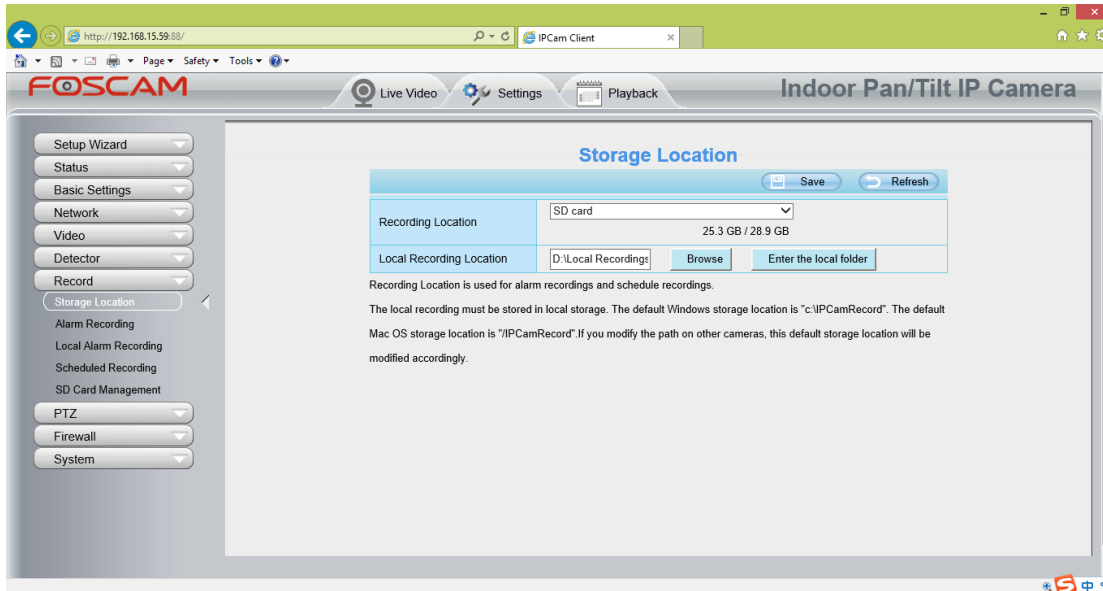 http://192.168.15.59:88/
IPCam Client
Page Safety Tools
FOSCAM
Live Video Settings Playback
Indoor Pan/Tilt IP Camera
Setup Wizard
Status
Basic Settings
Network
Video
Detector
Record
Storage Location
Alarm Recording
Local Alarm Recording
Scheduled Recording
SD Card Management
PTZ
Firewall
System
Storage Location
Save Refresh
Recording Location
SD card
25.3 GB / 28.9 GB
Local Recording Location D:\Local Recordings Browse Enter the local folder
Recording Location is used for alarm recordings and schedule recordings.
The local recording must be stored in local storage. The default Windows storage location is "c:\IPCamRecord". The default
Mac OS storage location is "/IPCamRecord".If you modify the path on other cameras, this default storage location will be
modified accordingly.
中